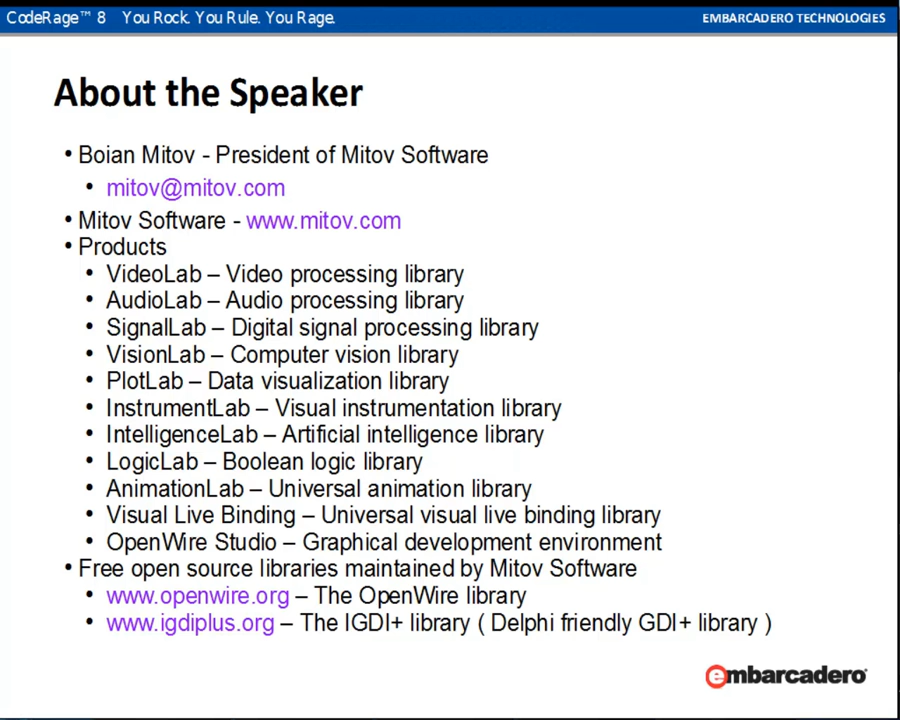 CodeRage™ 8 You Rock. You Rule. You Rage.
EMBARCADERO TECHNOLOGIES
About the Speaker
• Boian Mitov - President of Mitov Software
• mitov@mitov.com
• Mitov Software - www.mitov.com
• Products
• VideoLab – Video processing library
• AudioLab – Audio processing library
• SignalLab – Digital signal processing library
• VisionLab – Computer vision library
• PlotLab – Data visualization library
• InstrumentLab – Visual instrumentation library
• IntelligenceLab – Artificial intelligence library
• LogicLab – Boolean logic library
• AnimationLab – Universal animation library
• Visual Live Binding – Universal visual live binding library
• OpenWire Studio – Graphical development environment
• Free open source libraries maintained by Mitov Software
• www.openwire.org – The OpenWire library
• www.igdiplus.org – The IGDI+ library ( Delphi friendly GDI+ library )
embarcadero